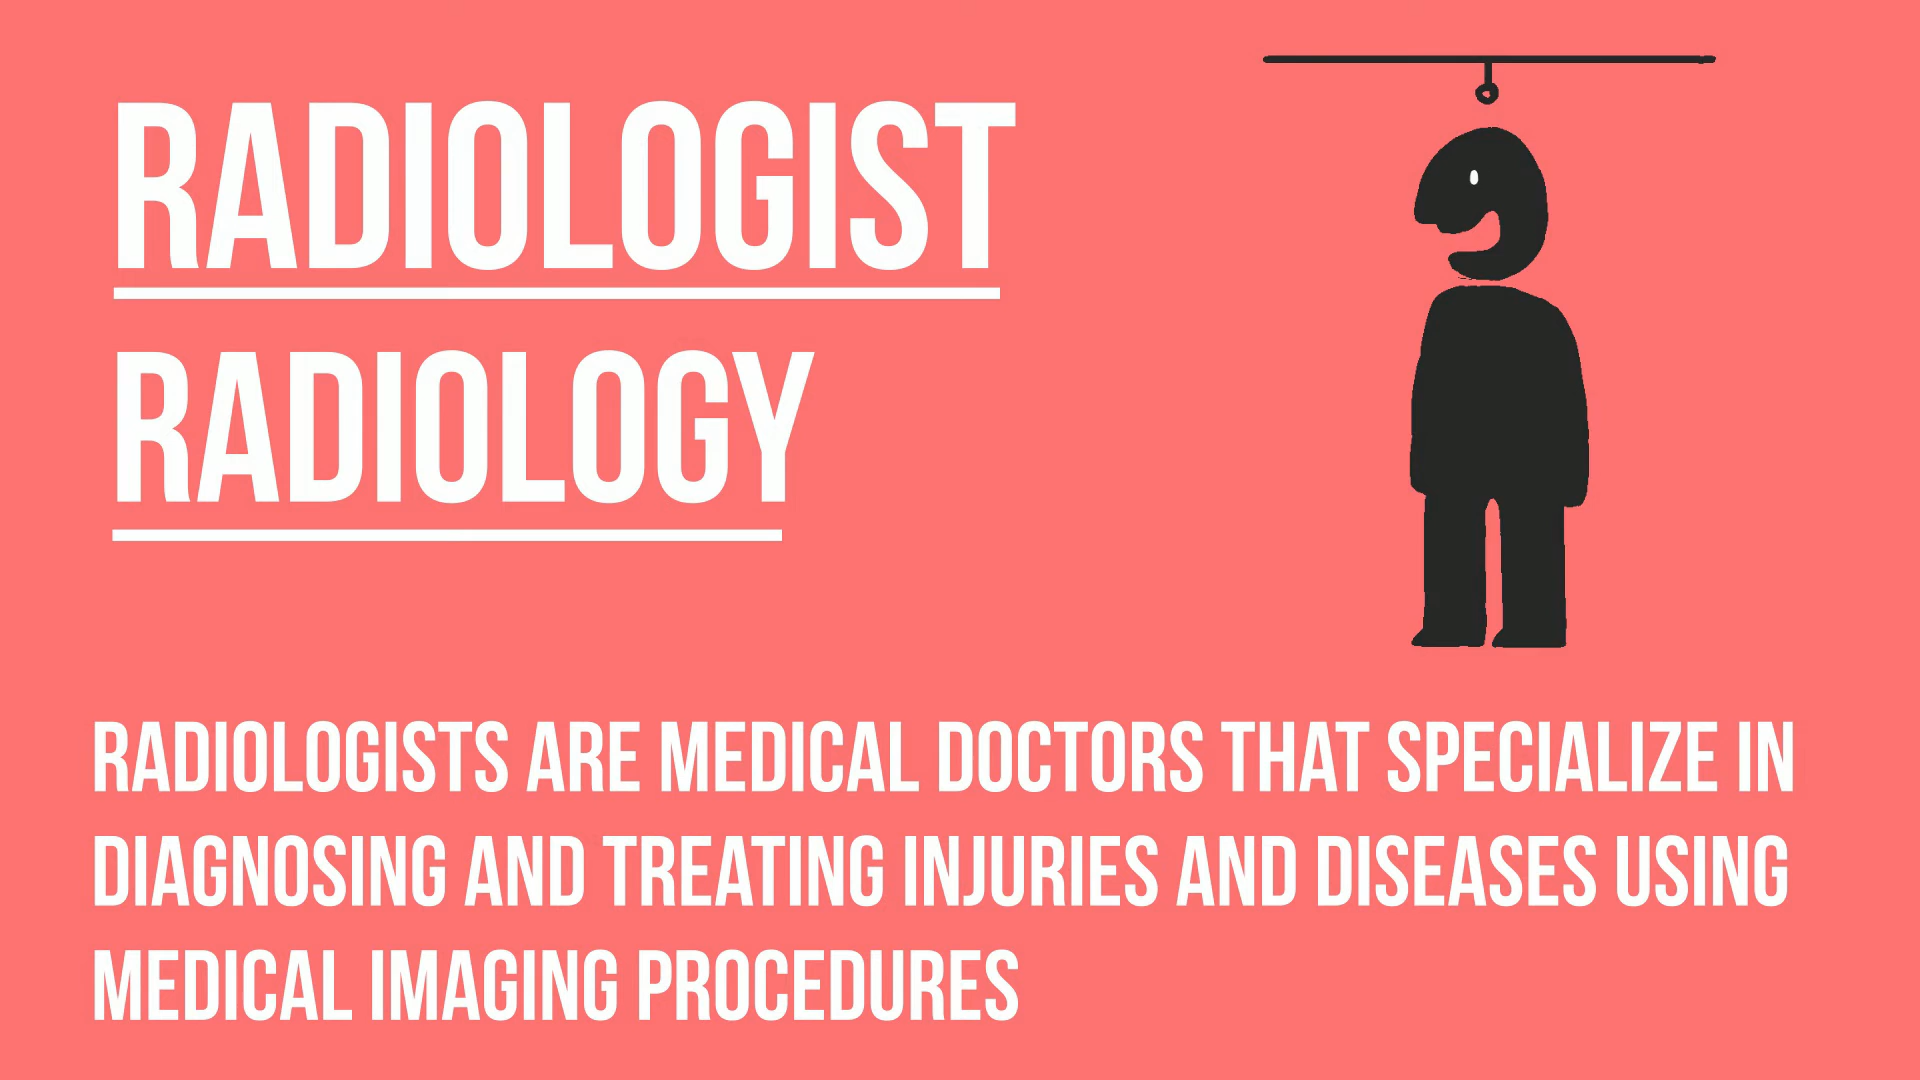 RADIOLOGIST
RADIOLOGY
RADIOLOGISTS ARE MEDICAL DOCTORS THAT SPECIALIZE IN
DIAGNOSING AND TREATING INJURIES AND DISEASES USING
MEDICAL IMAGING PROCEDURES